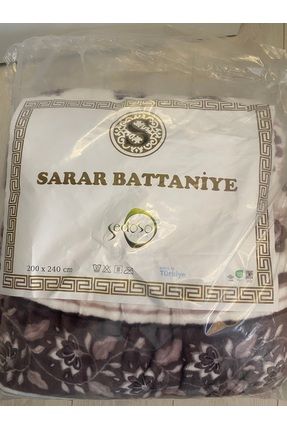 S
SARAR BATTANİYE
Sedosa
200 x 240 cm
Türkiye